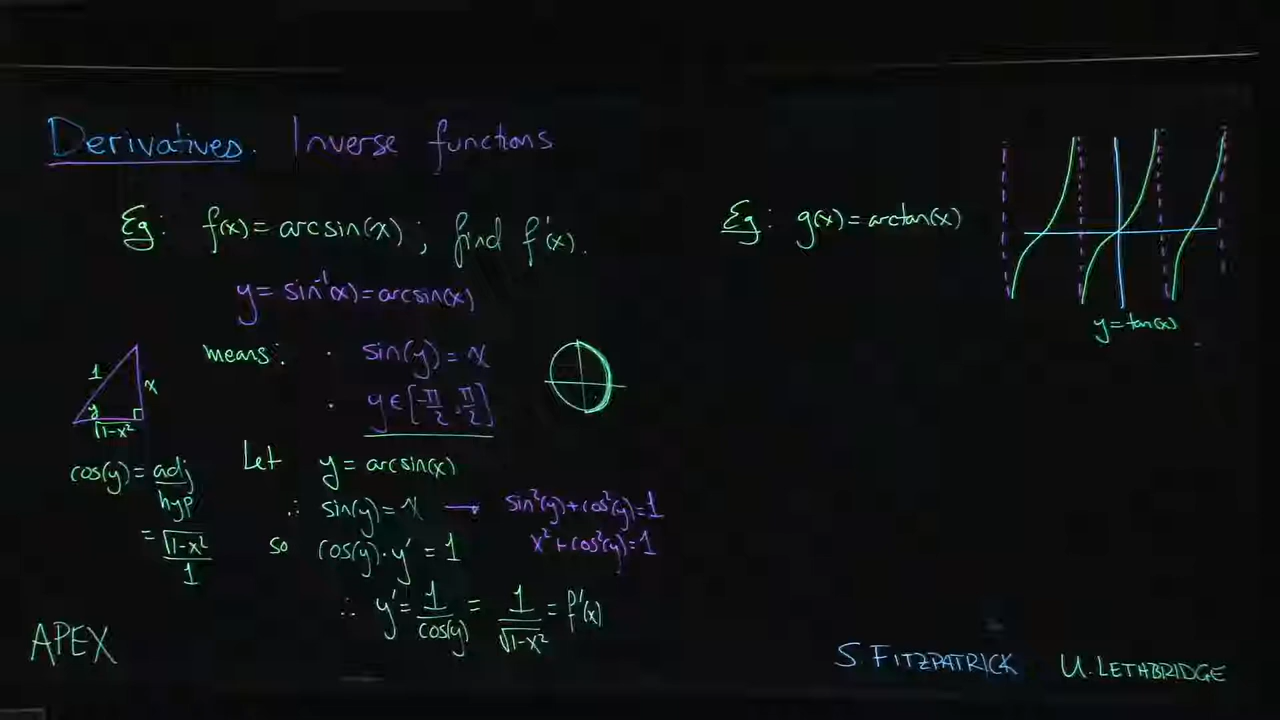 Derivatives. Inverse functions
Eg: f(x) = arcsin(x) ; find f'(x).
y = sin⁻¹(x) = arcsin(x)
means: · sin(y) = x
· y ∈ [-π/2, π/2]
1
x
y
√1-x²
cos(y) = adj/hyp
= √1-x²/1
Let y = arcsin(x)
∴ sin(y) = x → sin²(y) + cos²(y) = 1
x² + cos²(y) = 1
so cos(y) · y' = 1
∴ y' = 1/cos(y) = 1/√1-x² = f'(x)
Eg: g(x) = arctan(x)
y = tan(x)
APEX
S. FITZPATRICK U. LETHBRIDGE